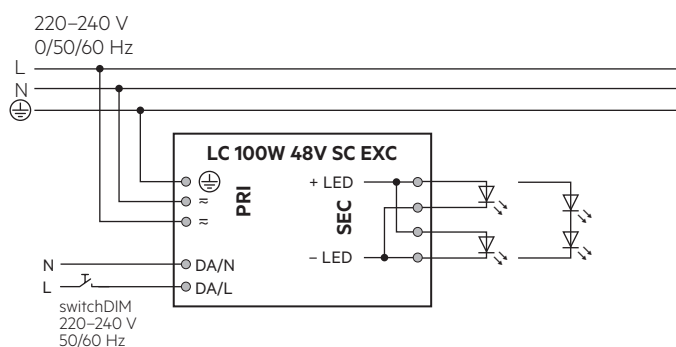 220–240 V
0/50/60 Hz
L
N
LC 100W 48V SC EXC
PRI
SEC
+ LED
– LED
≂
≂
N
DA/N
L
DA/L
switchDIM
220–240 V
50/60 Hz